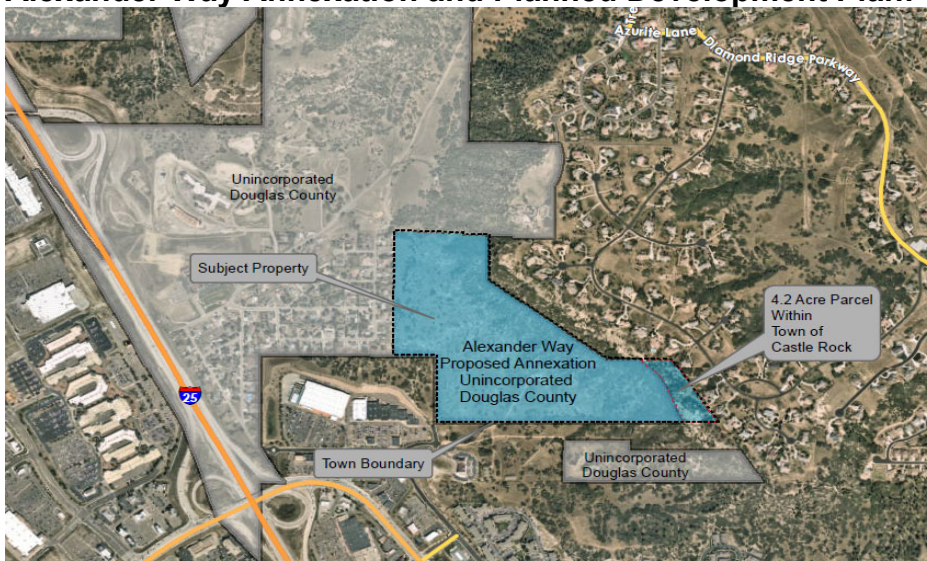 Alexander Way Annexation and Planned Development Plan
Azurite Lane
Diamond Ridge Parkway
Unincorporated
Douglas County
Subject Property
4.2 Acre Parcel
Within
Town of
Castle Rock
Alexander Way
Proposed Annexation
Unincorporated
Douglas County
25
Town Boundary
Unincorporated
Douglas County